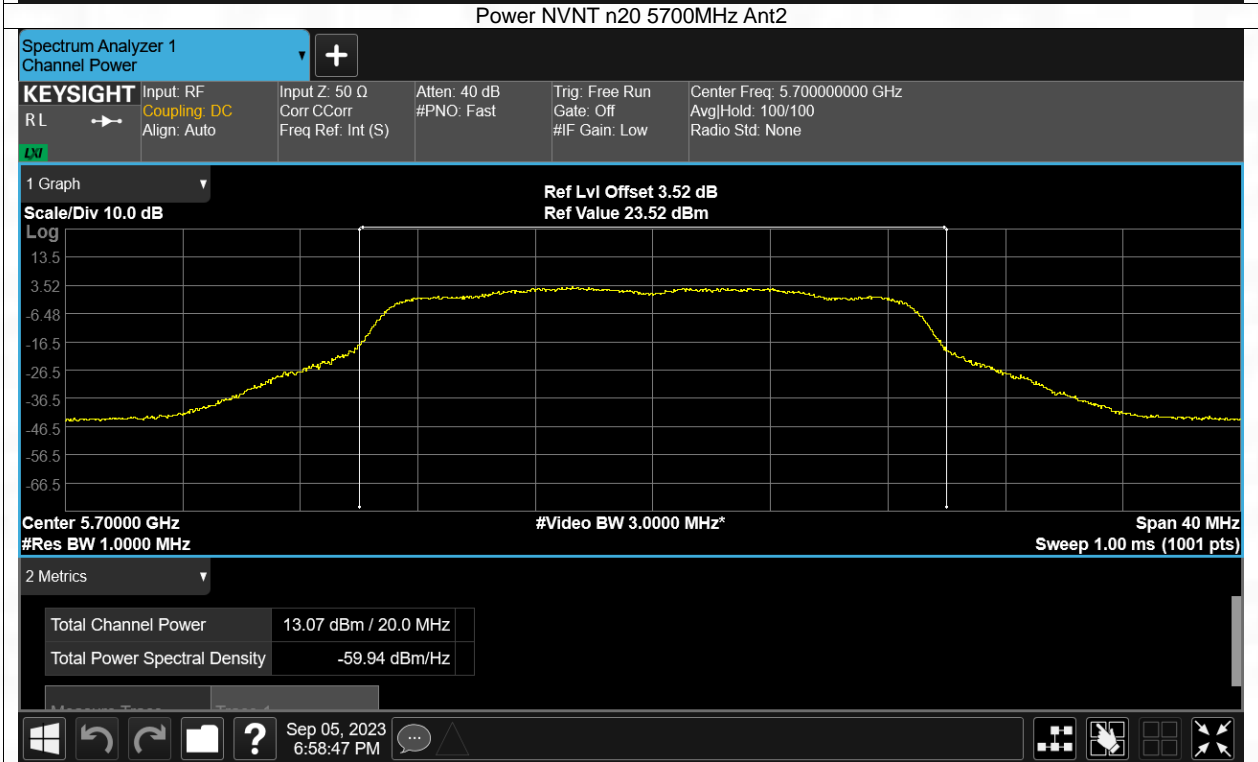 Power NVNT n20 5700MHz Ant2
Spectrum Analyzer 1
Channel Power
KEYSIGHT
R L
LXI
Input: RF
Coupling: DC
Align: Auto
Input Z: 50 Ω
Corr CCorr
Freq Ref: Int (S)
Atten: 40 dB
#PNO: Fast
Trig: Free Run
Gate: Off
#IF Gain: Low
Center Freq: 5.700000000 GHz
Avg|Hold: 100/100
Radio Std: None
1 Graph
Scale/Div 10.0 dB
Ref Lvl Offset 3.52 dB
Ref Value 23.52 dBm
Log
13.5
3.52
-6.48
-16.5
-26.5
-36.5
-46.5
-56.5
-66.5
Center 5.70000 GHz
#Video BW 3.0000 MHz*
Span 40 MHz
#Res BW 1.0000 MHz
Sweep 1.00 ms (1001 pts)
2 Metrics
Total Channel Power 13.07 dBm / 20.0 MHz
Total Power Spectral Density -59.94 dBm/Hz
Sep 05, 2023
6:58:47 PM